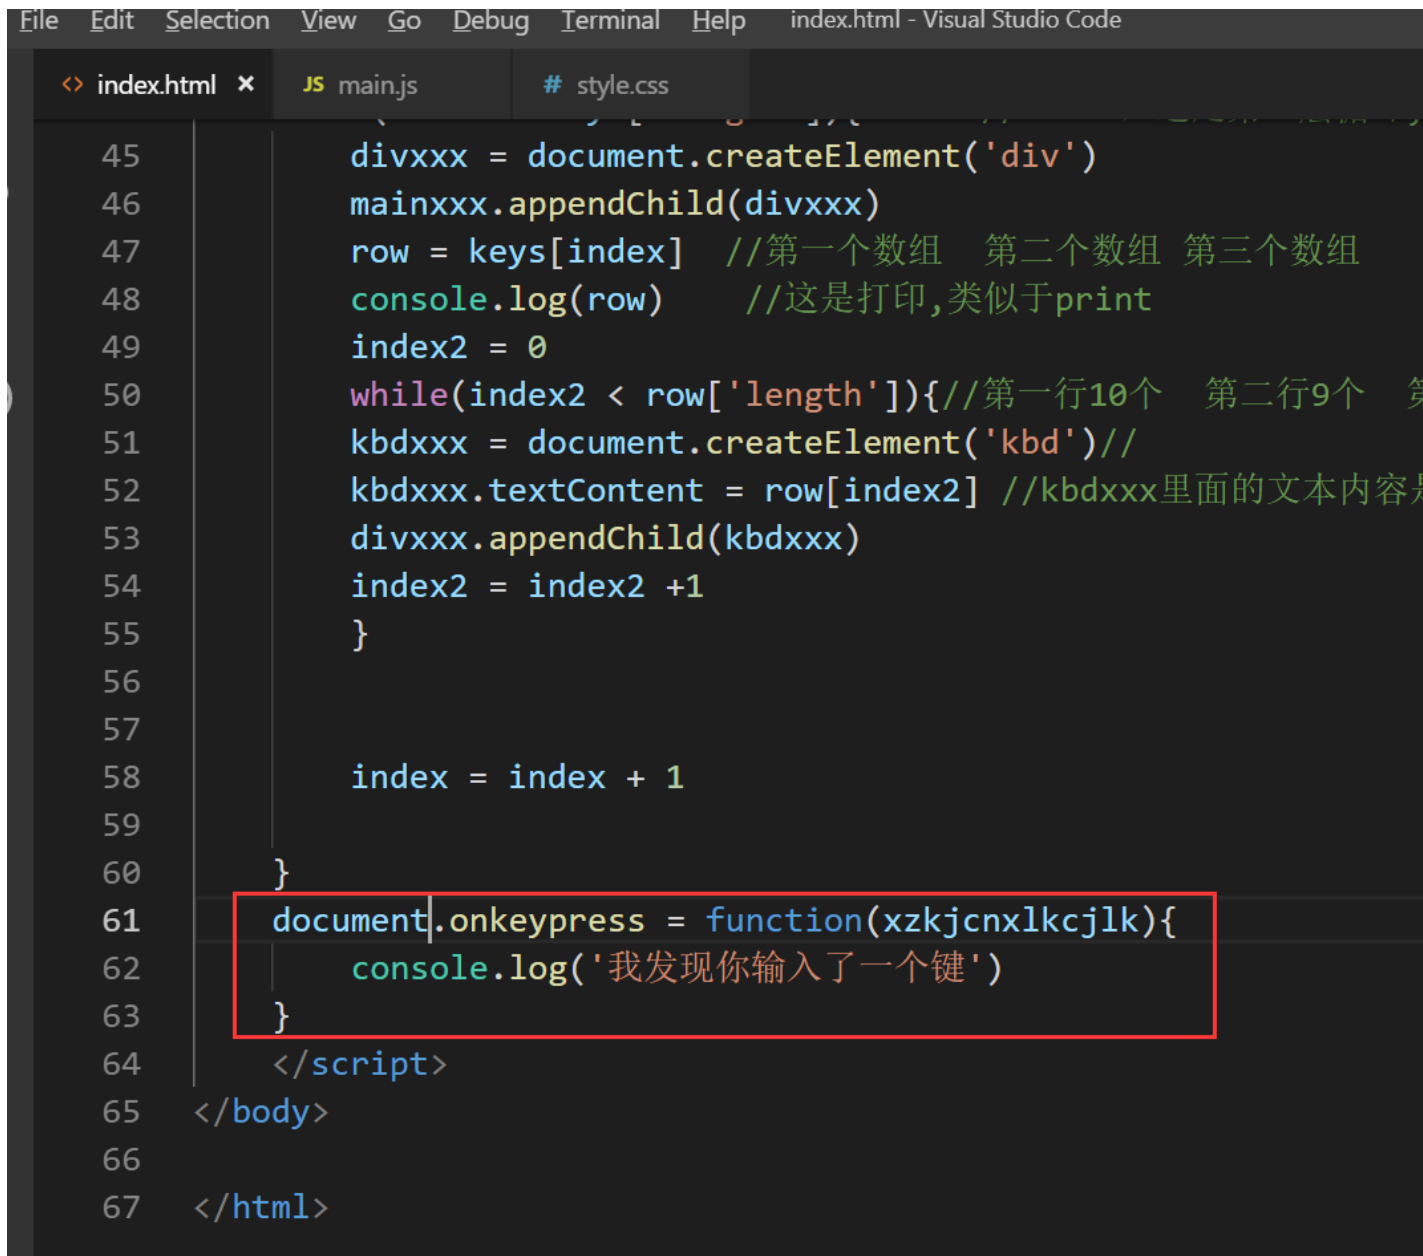 File Edit Selection View Go Debug Terminal Help index.html - Visual Studio Code
<> index.html × JS main.js # style.css
45 divxxx = document.createElement('div')
46 mainxxx.appendChild(divxxx)
47 row = keys[index] //第一个数组 第二个数组 第三个数组
48 console.log(row) //这是打印,类似于print
49 index2 = 0
50 while(index2 < row['length']){//第一行10个 第二行9个 第
51 kbdxxx = document.createElement('kbd')//
52 kbdxxx.textContent = row[index2] //kbdxxx里面的文本内容是
53 divxxx.appendChild(kbdxxx)
54 index2 = index2 +1
55 }
56
57
58 index = index + 1
59
60 }
61 document.onkeypress = function(xzkjcnxlkcjlk){
62 console.log('我发现你输入了一个键')
63 }
64 </script>
65 </body>
66
67 </html>